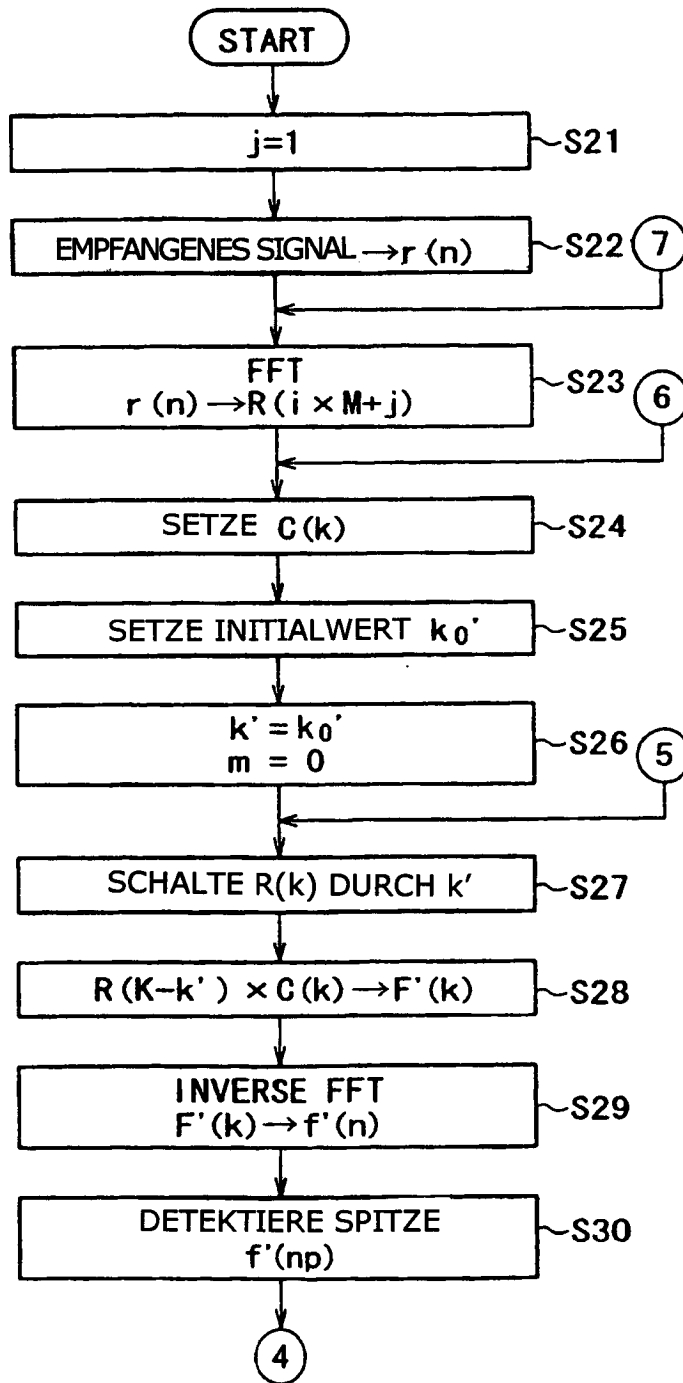 START
j=1
S21
EMPFANGENES SIGNAL→r(n)
S22
7
FFT
r(n)→R(i×M+j)
S23
6
SETZE C(k)
S24
SETZE INITIALWERT k₀'
S25
k'=k₀'
m = 0
S26
5
SCHALTE R(k) DURCH k'
S27
R(K−k')×C(k)→F'(k)
S28
INVERSE FFT
F'(k)→f'(n)
S29
DETEKTIERE SPITZE
f'(np)
S30
4